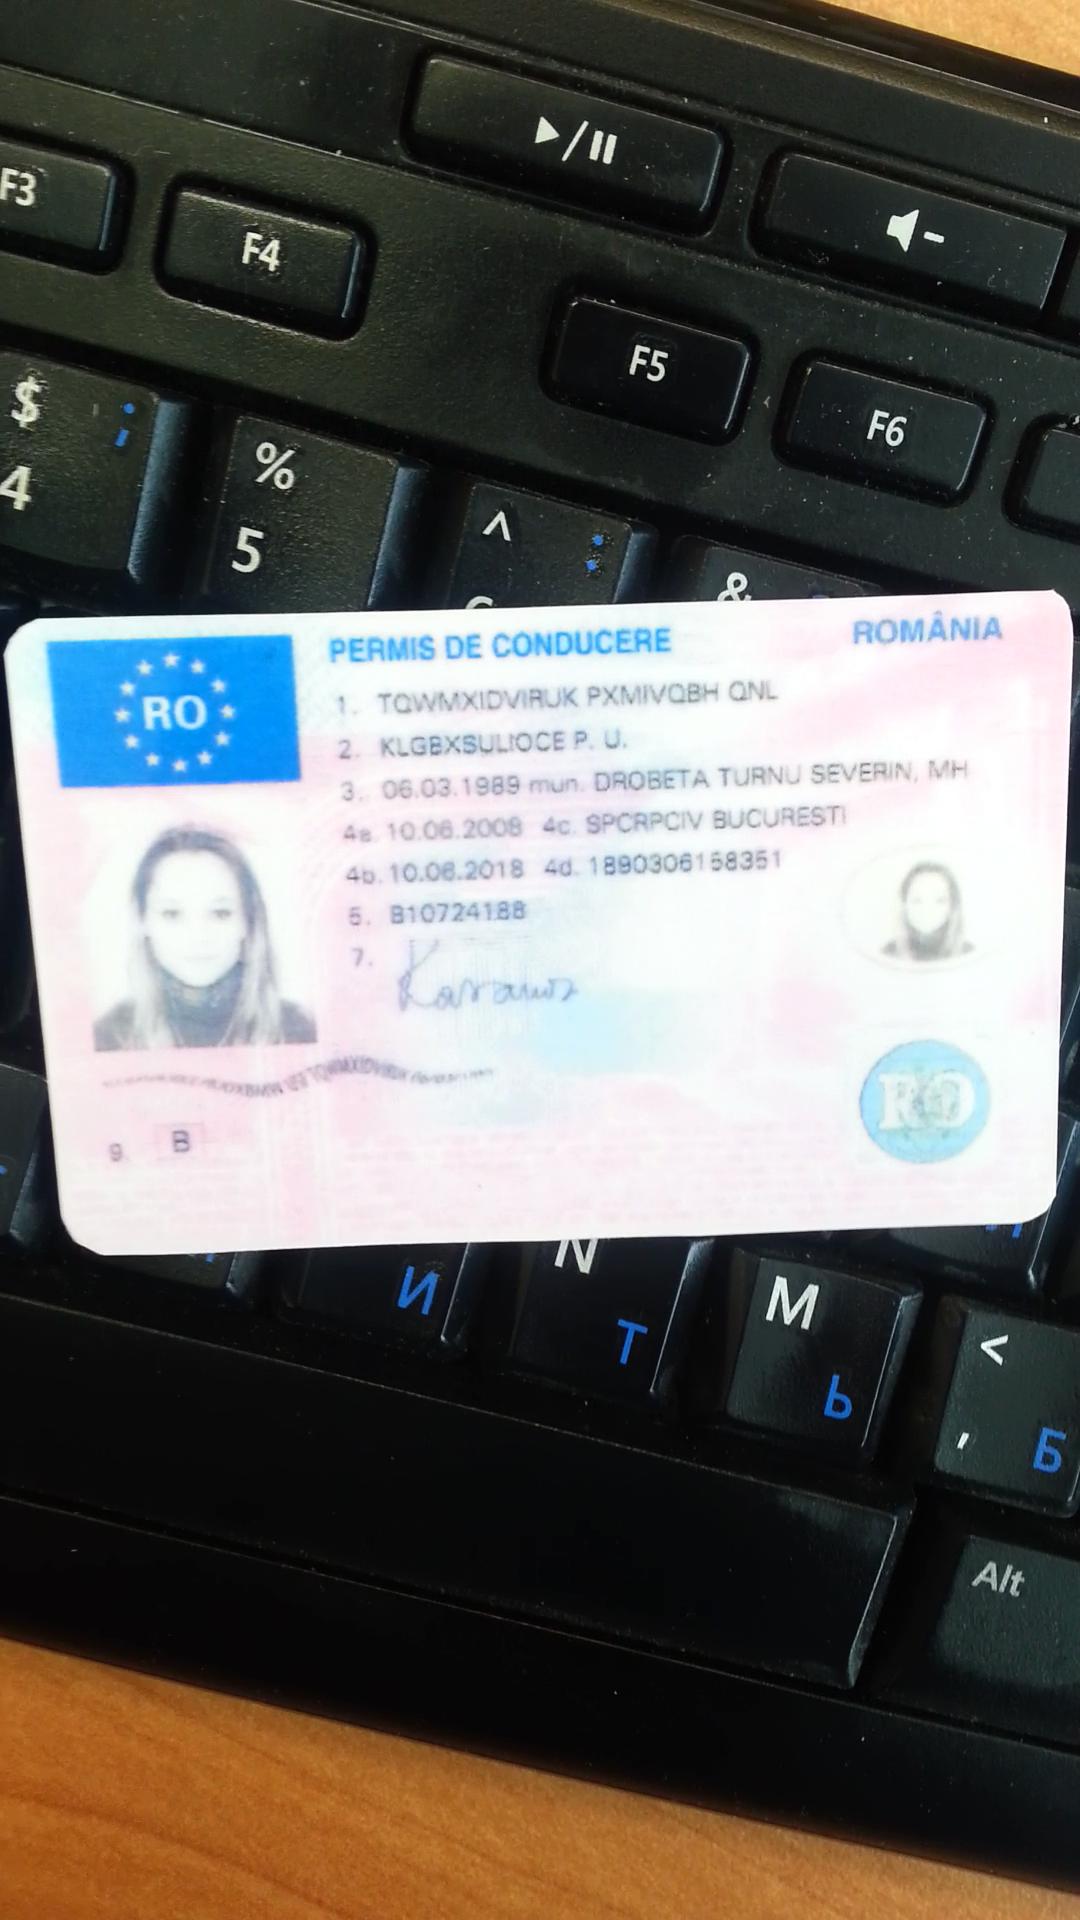 ▶/II
F3
F4
F5
F6
$
;
4
%
5
^
:
&
RO
PERMIS DE CONDUCERE
ROMÂNIA
1. TQWMXIDVIRUK PXMIVQBH QNL
2. KLGBXSULIOCE P. U.
3. 06.03.1989 mun. DROBETA TURNU SEVERIN, MH
4a. 10.06.2008 4c. SPCRPCIV BUCURESTI
4b. 10.06.2018 4d. 1890306158351
5. B10724188
7.
TQWMXIDVIRUK
RO
9. B
И
N
Т
M
Ь
<
,
Б
Alt